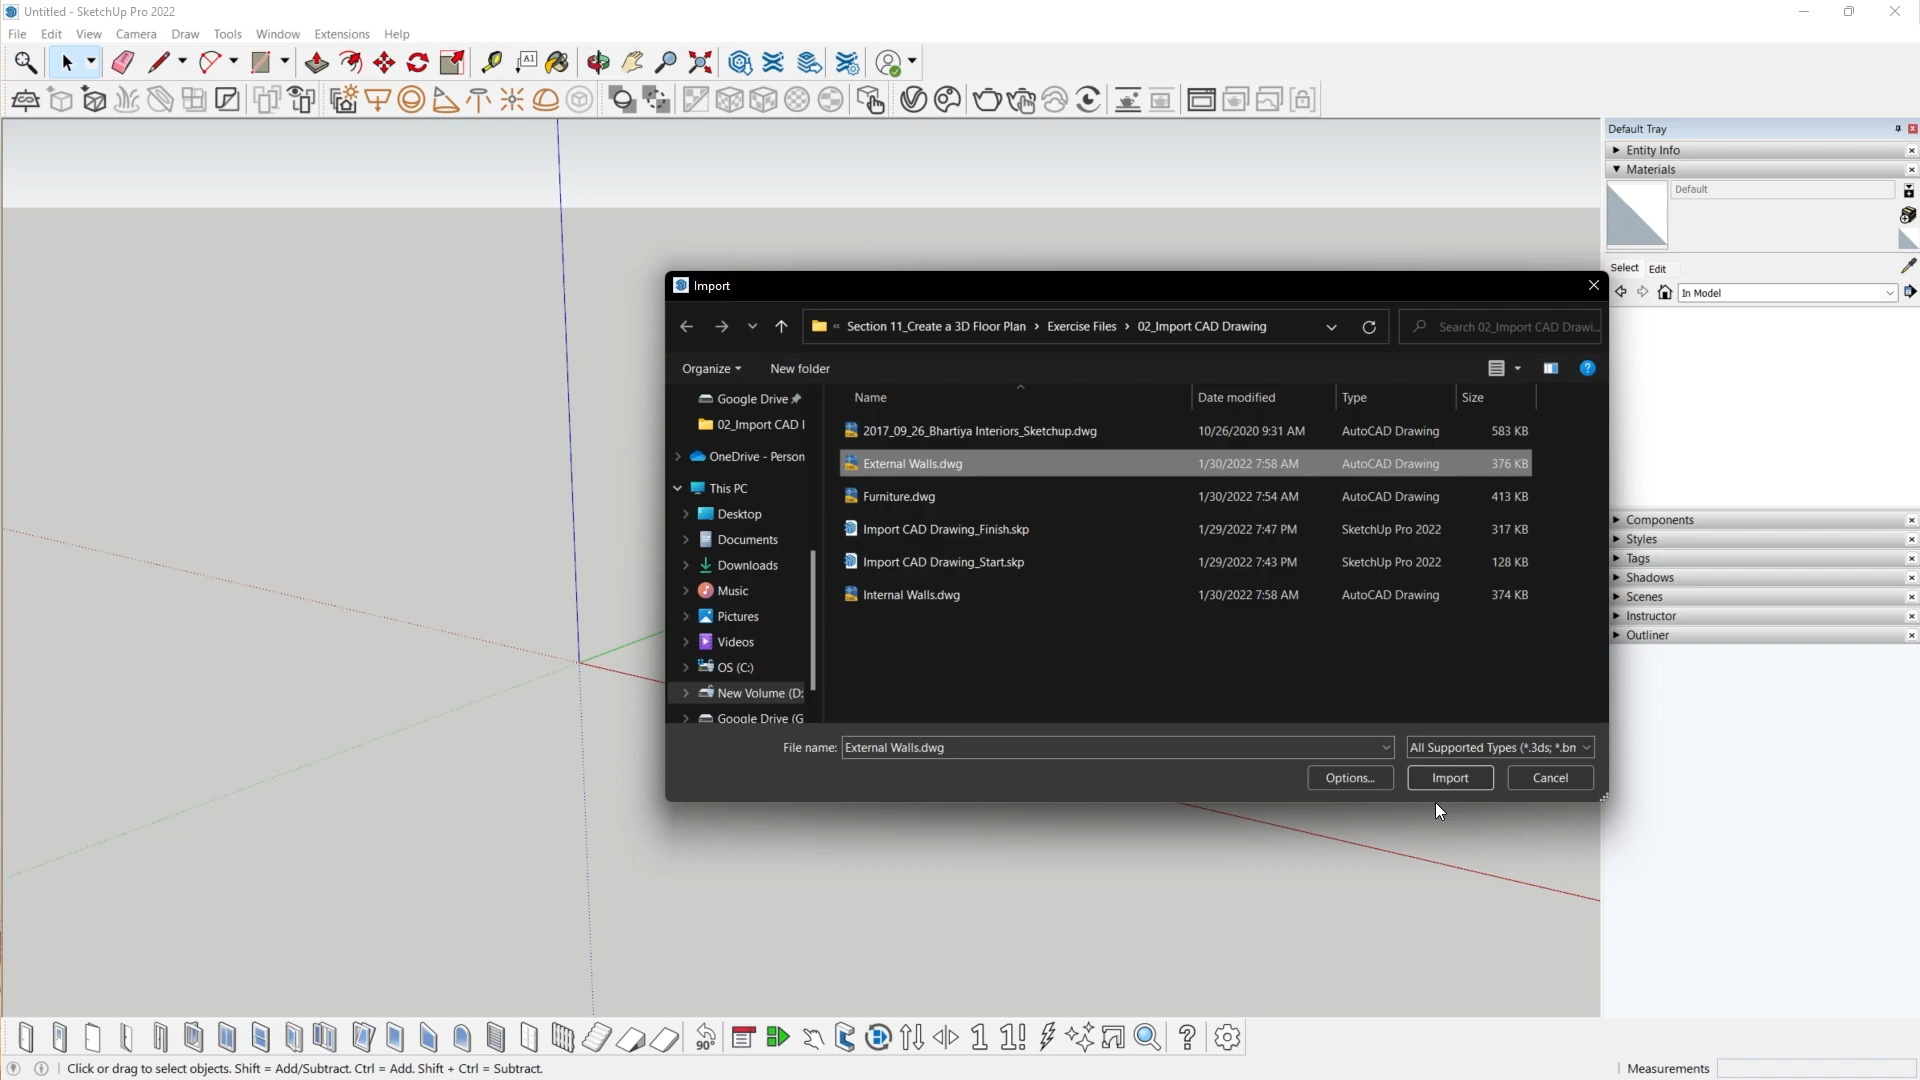 Untitled - SketchUp Pro 2022
File Edit View Camera Draw Tools Window Extensions Help
A1
Default Tray
Entity Info
Materials
Default
Select Edit
In Model
Components
Styles
Tags
Shadows
Scenes
Instructor
Outliner
Import
« Section 11_Create a 3D Floor Plan › Exercise Files › 02_Import CAD Drawing
Search 02_Import CAD Drawi...
Organize New folder
Google Drive
02_Import CAD I
OneDrive - Person
This PC
Desktop
Documents
Downloads
Music
Pictures
Videos
OS (C:)
New Volume (D:
Google Drive (G
Name Date modified Type Size
2017_09_26_Bhartiya Interiors_Sketchup.dwg 10/26/2020 9:31 AM AutoCAD Drawing 583 KB
External Walls.dwg 1/30/2022 7:58 AM AutoCAD Drawing 376 KB
Furniture.dwg 1/30/2022 7:54 AM AutoCAD Drawing 413 KB
Import CAD Drawing_Finish.skp 1/29/2022 7:47 PM SketchUp Pro 2022 317 KB
Import CAD Drawing_Start.skp 1/29/2022 7:43 PM SketchUp Pro 2022 128 KB
Internal Walls.dwg 1/30/2022 7:58 AM AutoCAD Drawing 374 KB
File name: External Walls.dwg All Supported Types (*.3ds; *.bn
Options... Import Cancel
90° 1 1! ?
Click or drag to select objects. Shift = Add/Subtract. Ctrl = Add. Shift + Ctrl = Subtract.
Measurements